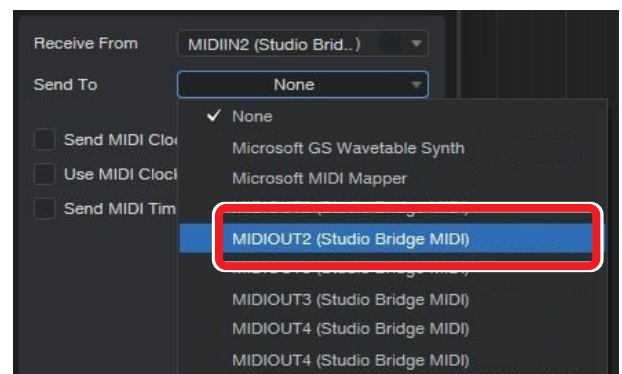 Receive From MIDIIN2 (Studio Brid..)
Send To None
✓ None
Send MIDI Clo
Microsoft GS Wavetable Synth
Use MIDI Clock
Microsoft MIDI Mapper
Send MIDI Tim
MIDIOUT2 (Studio Bridge MIDI)
MIDIOUT3 (Studio Bridge MIDI)
MIDIOUT4 (Studio Bridge MIDI)
MIDIOUT4 (Studio Bridge MIDI)